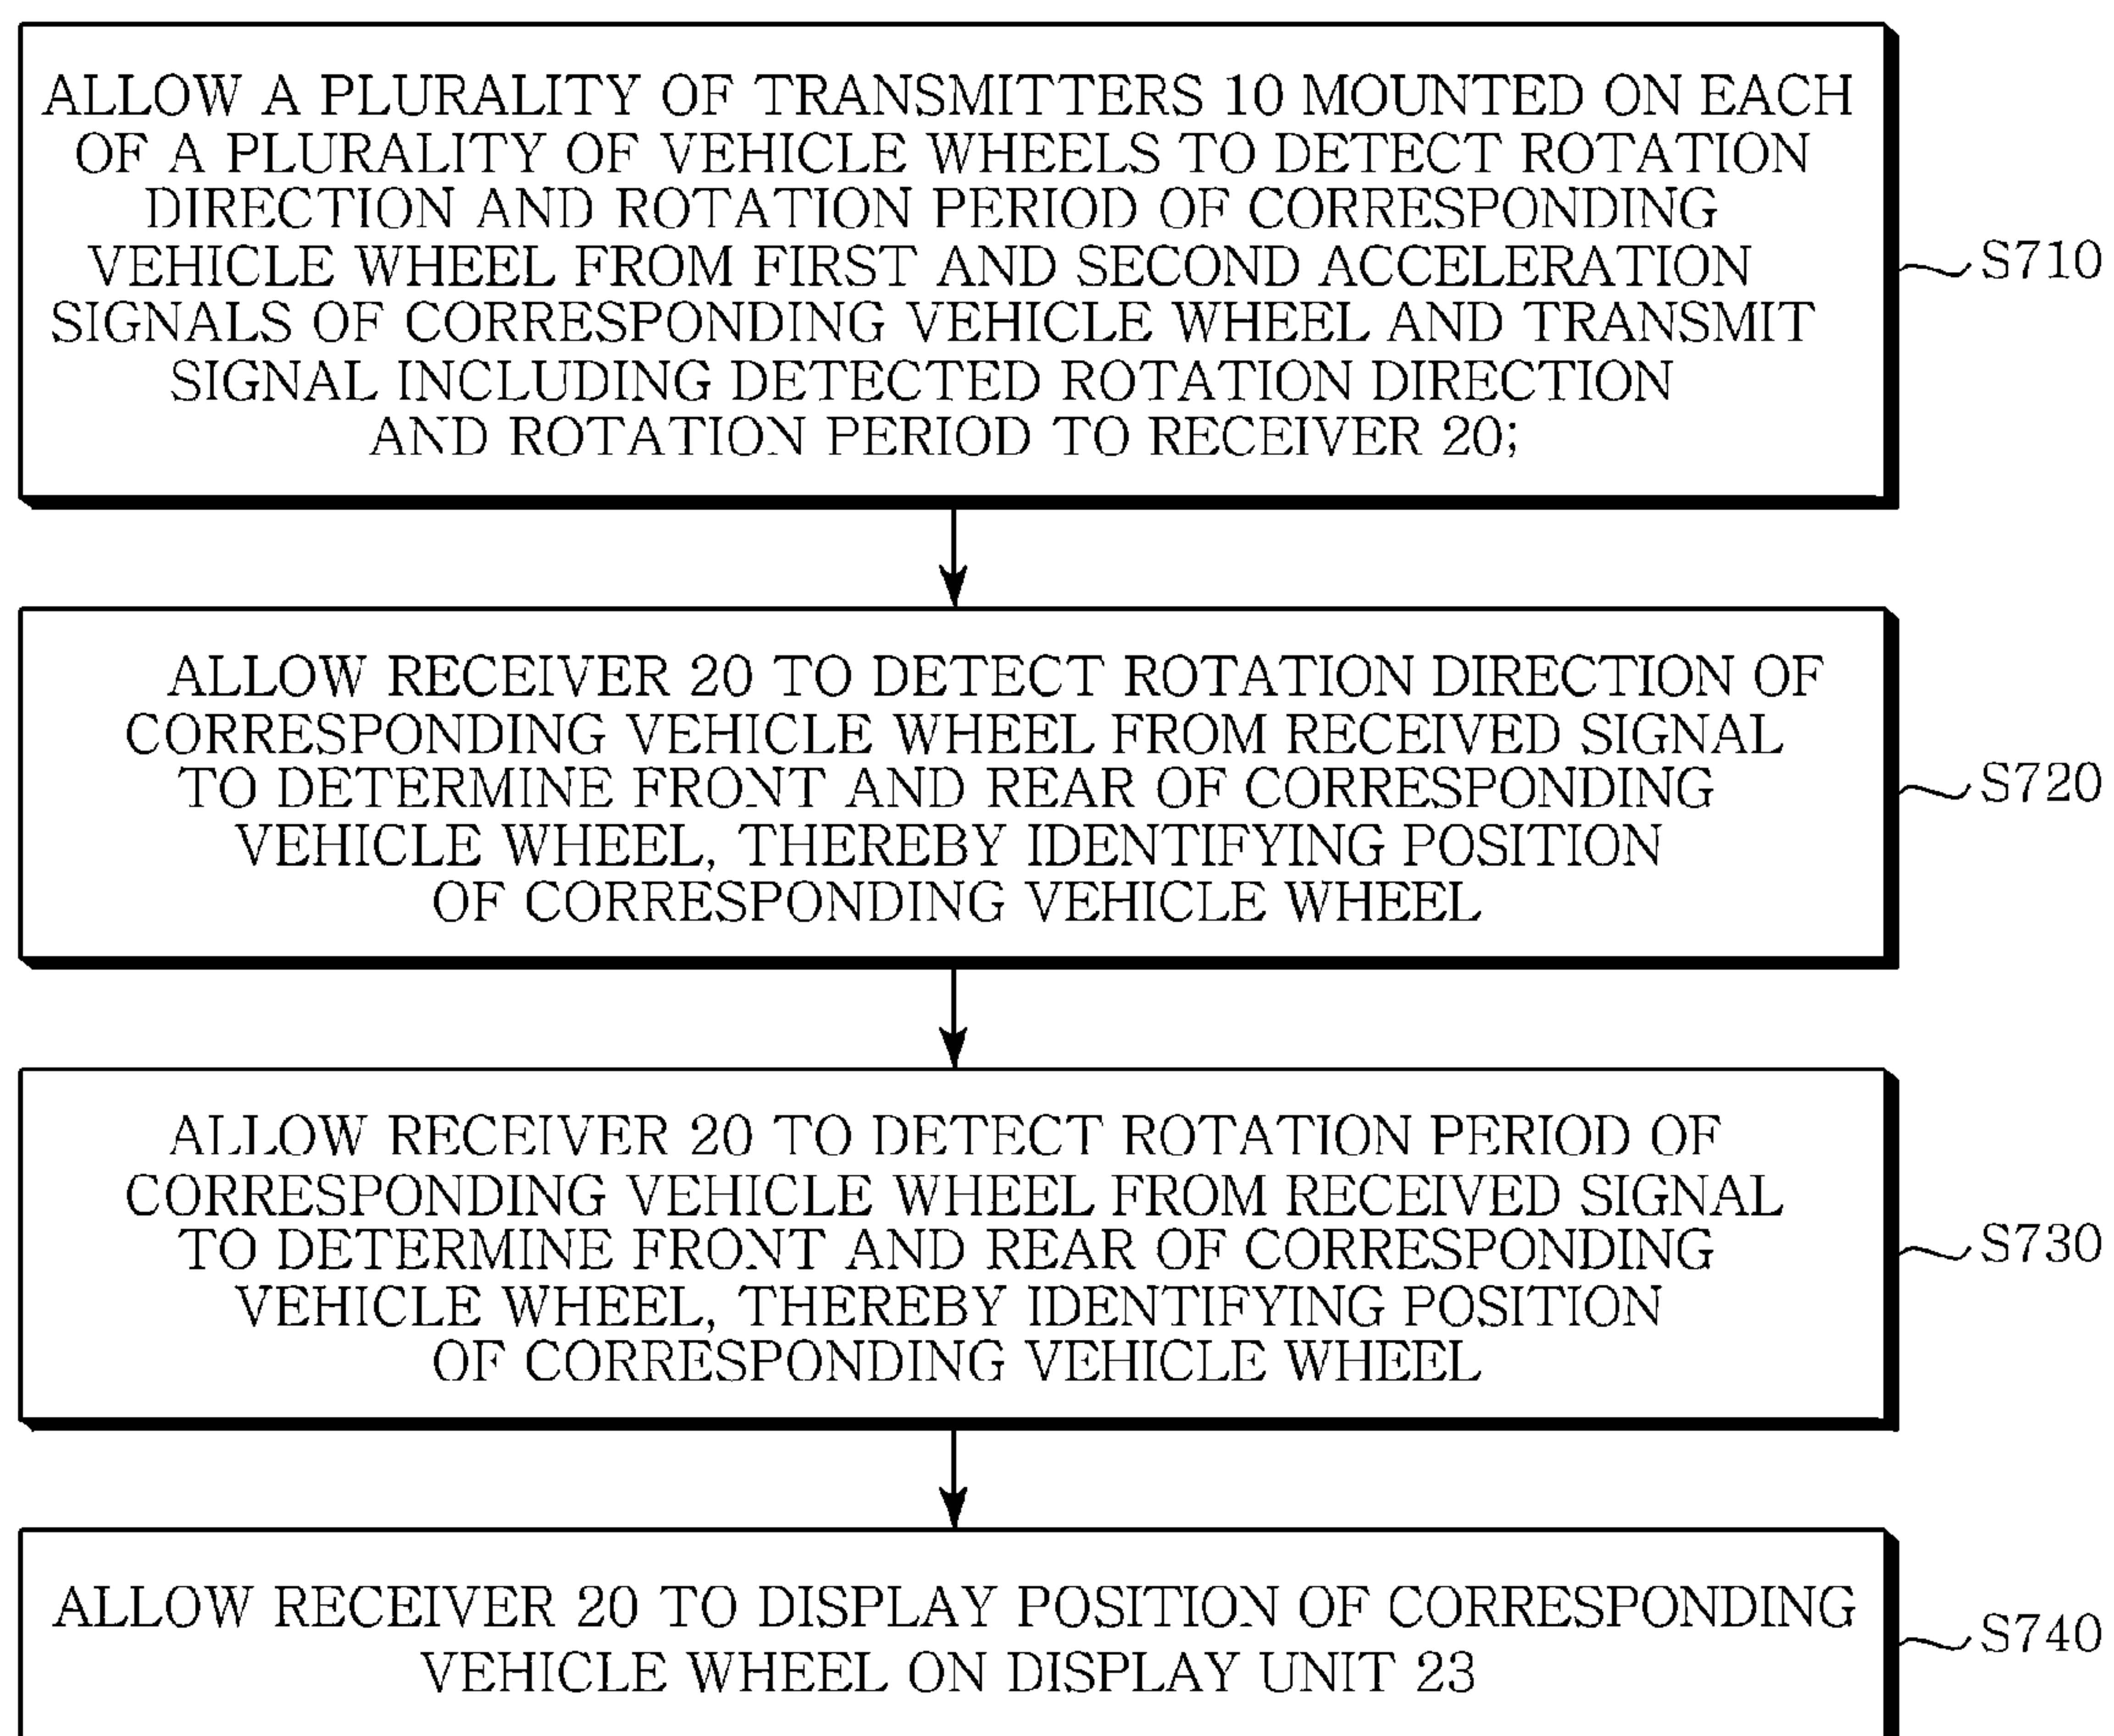 ALLOW A PLURALITY OF TRANSMITTERS 10 MOUNTED ON EACH
OF A PLURALITY OF VEHICLE WHEELS TO DETECT ROTATION
DIRECTION AND ROTATION PERIOD OF CORRESPONDING
VEHICLE WHEEL FROM FIRST AND SECOND ACCELERATION
SIGNALS OF CORRESPONDING VEHICLE WHEEL AND TRANSMIT
SIGNAL INCLUDING DETECTED ROTATION DIRECTION
AND ROTATION PERIOD TO RECEIVER 20;
S710
ALLOW RECEIVER 20 TO DETECT ROTATION DIRECTION OF
CORRESPONDING VEHICLE WHEEL FROM RECEIVED SIGNAL
TO DETERMINE FRONT AND REAR OF CORRESPONDING
VEHICLE WHEEL, THEREBY IDENTIFYING POSITION
OF CORRESPONDING VEHICLE WHEEL
S720
ALLOW RECEIVER 20 TO DETECT ROTATION PERIOD OF
CORRESPONDING VEHICLE WHEEL FROM RECEIVED SIGNAL
TO DETERMINE FRONT AND REAR OF CORRESPONDING
VEHICLE WHEEL, THEREBY IDENTIFYING POSITION
OF CORRESPONDING VEHICLE WHEEL
S730
ALLOW RECEIVER 20 TO DISPLAY POSITION OF CORRESPONDING
VEHICLE WHEEL ON DISPLAY UNIT 23
S740